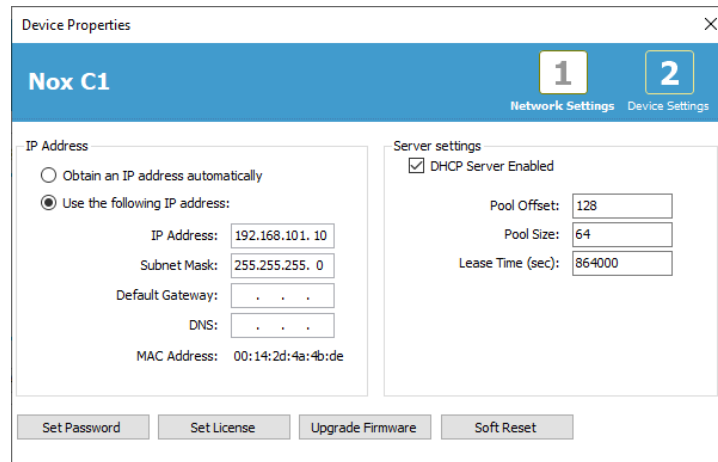 Device Properties
Nox C1
1
Network Settings
2
Device Settings
IP Address
Obtain an IP address automatically
Use the following IP address:
IP Address: 192.168.101. 10
Subnet Mask: 255.255.255. 0
Default Gateway: . . .
DNS: . . .
MAC Address: 00:14:2d:4a:4b:de
Server settings
DHCP Server Enabled
Pool Offset: 128
Pool Size: 64
Lease Time (sec): 864000
Set Password
Set License
Upgrade Firmware
Soft Reset